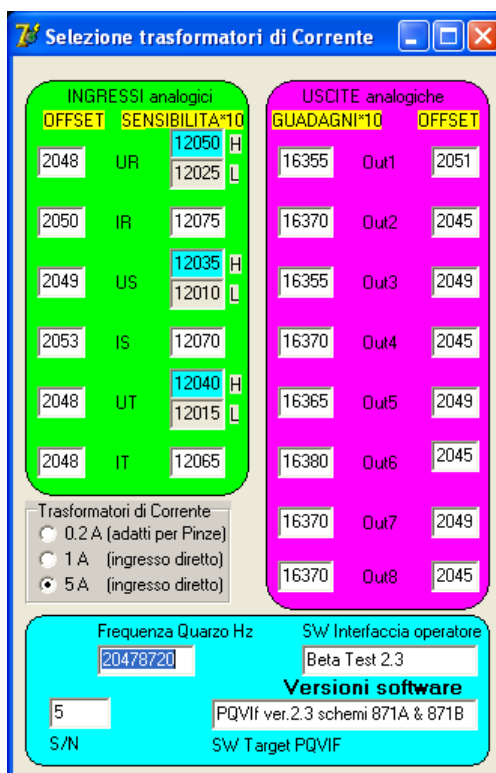 Selezione trasformatori di Corrente
INGRESSI analogici
OFFSET SENSIBILITA*10
2048 UR 12050 H
12025 L
2050 IR 12075
2049 US 12035 H
12010 L
2053 IS 12070
2048 UT 12040 H
12015 L
2048 IT 12065
USCITE analogiche
GUADAGNI*10 OFFSET
16355 Out1 2051
16370 Out2 2045
16355 Out3 2049
16370 Out4 2045
16365 Out5 2049
16380 Out6 2045
16370 Out7 2049
16370 Out8 2045
Trasformatori di Corrente
0.2 A (adatti per Pinze)
1 A (ingresso diretto)
5 A (ingresso diretto)
Frequenza Quarzo Hz
20478720
SW Interfaccia operatore
Beta Test 2.3
Versioni software
5
PQVIf ver.2.3 schemi 871A & 871B
S/N
SW Target PQVIF